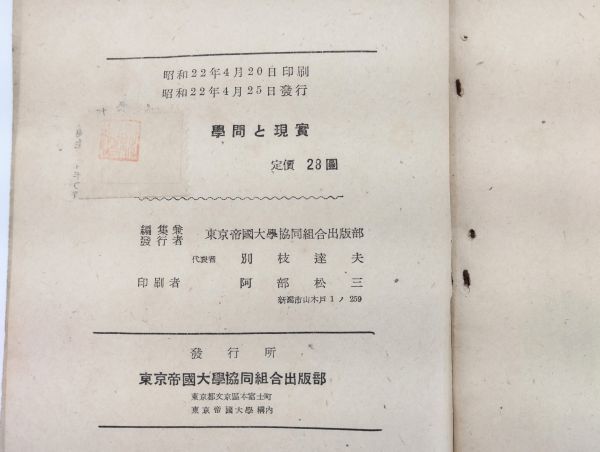 昭和22年4月20日印刷
昭和22年4月25日發行
學問と現實
定價 28圓
編集兼發行者 東京帝國大學協同組合出版部
代表者 別枝達夫
印刷者 阿部松三
新潟市山木戸1ノ259
發行所
東京帝國大學協同組合出版部
東京都文京區本富士町
東京帝國大學構内